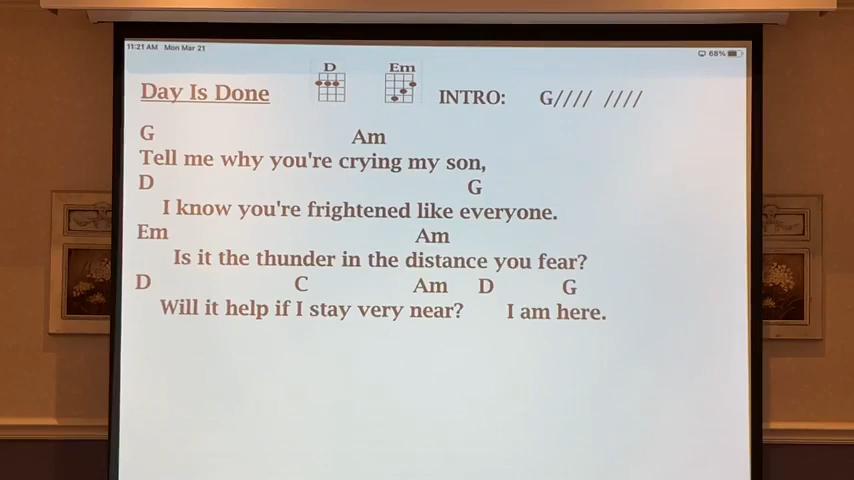 11:21 AM Mon Mar 21
68%
D Em
Day Is Done INTRO: G//// ////
G Am
Tell me why you're crying my son,
D G
I know you're frightened like everyone.
Em Am
Is it the thunder in the distance you fear?
D C Am D G
Will it help if I stay very near? I am here.